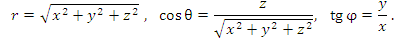 r = √(x² + y² + z²) , cos θ = z / √(x² + y² + z²) , tg φ = y / x .